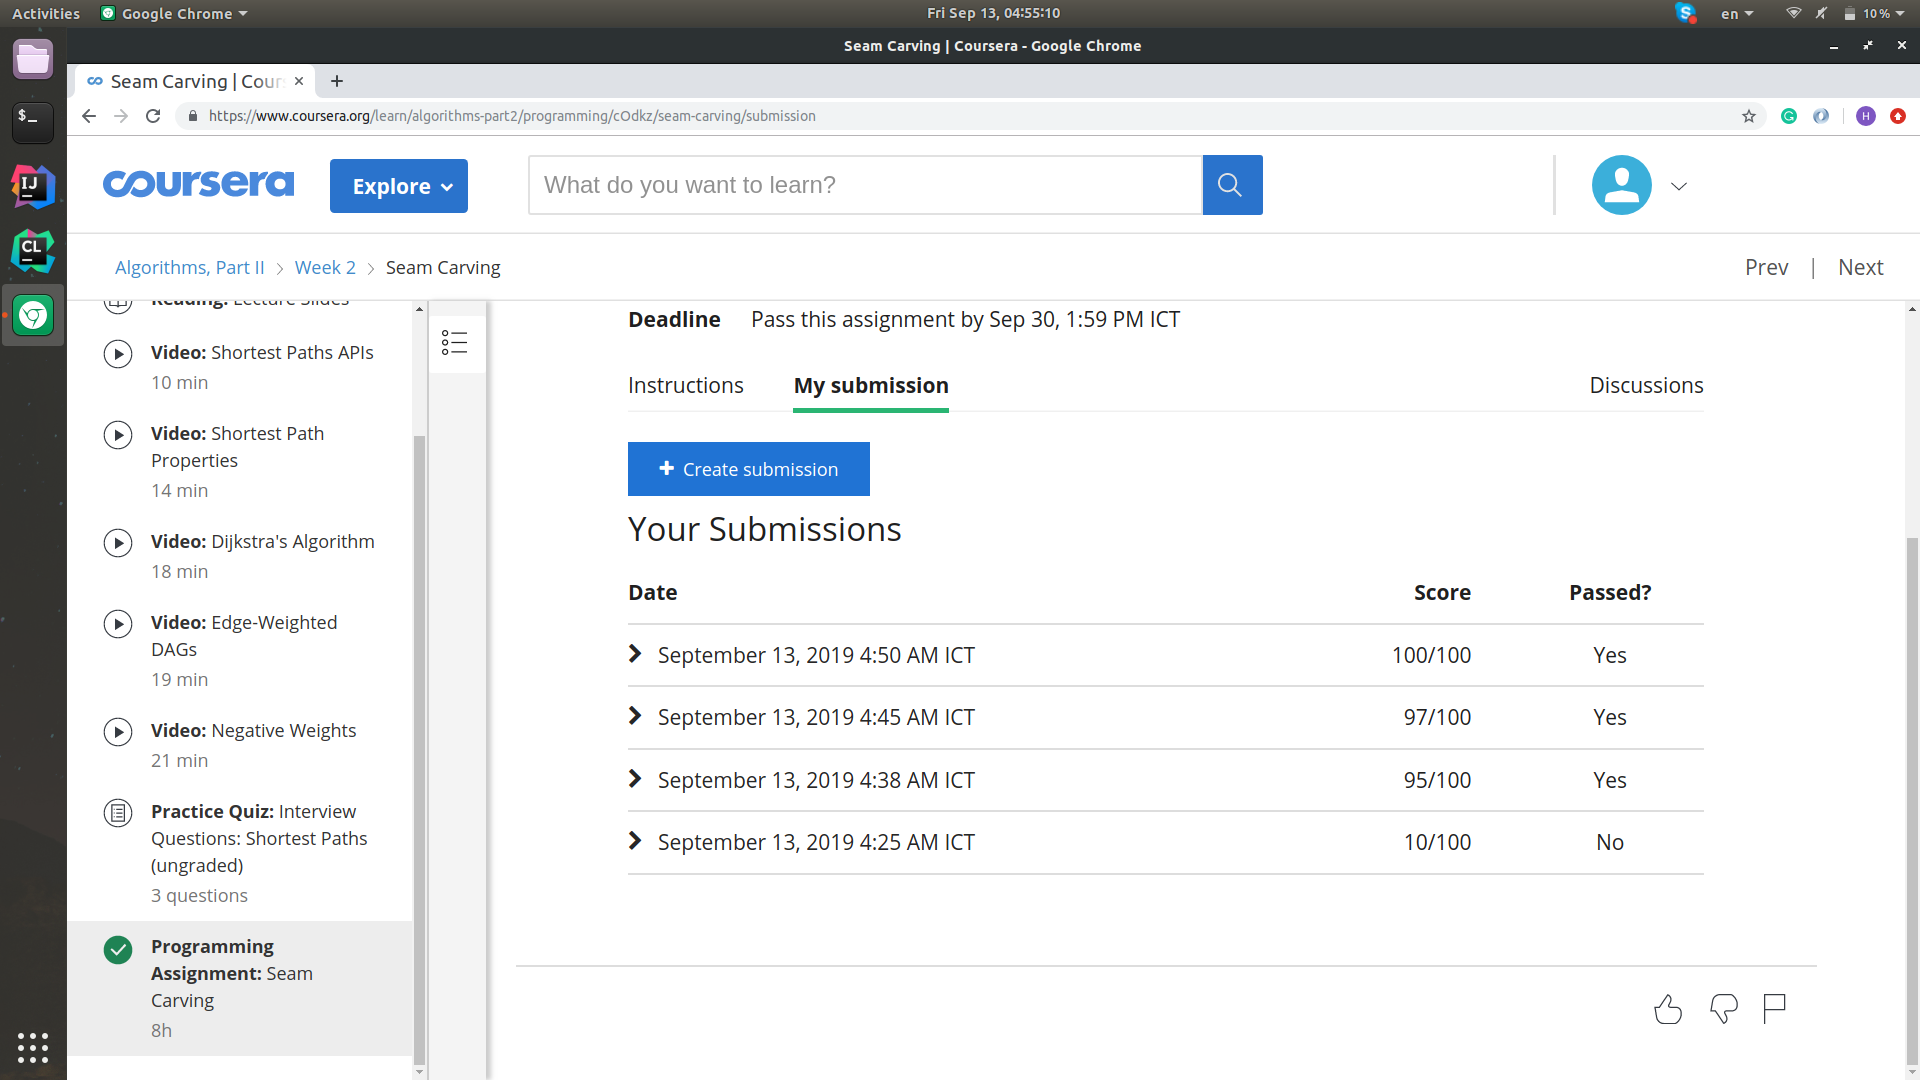 Activities Google Chrome Fri Sep 13, 04:55:10 en 10%
Seam Carving | Coursera - Google Chrome
Seam Carving | Cour
https://www.coursera.org/learn/algorithms-part2/programming/cOdkz/seam-carving/submission H
$_
IJ
CL
coursera Explore What do you want to learn?
Algorithms, Part II > Week 2 > Seam Carving Prev | Next
Reading: Lecture Slides
Video: Shortest Paths APIs
10 min
Video: Shortest Path
Properties
14 min
Video: Dijkstra's Algorithm
18 min
Video: Edge-Weighted
DAGs
19 min
Video: Negative Weights
21 min
Practice Quiz: Interview
Questions: Shortest Paths
(ungraded)
3 questions
Programming
Assignment: Seam
Carving
8h
Deadline Pass this assignment by Sep 30, 1:59 PM ICT
Instructions My submission Discussions
+ Create submission
Your Submissions
Date Score Passed?
September 13, 2019 4:50 AM ICT 100/100 Yes
September 13, 2019 4:45 AM ICT 97/100 Yes
September 13, 2019 4:38 AM ICT 95/100 Yes
September 13, 2019 4:25 AM ICT 10/100 No